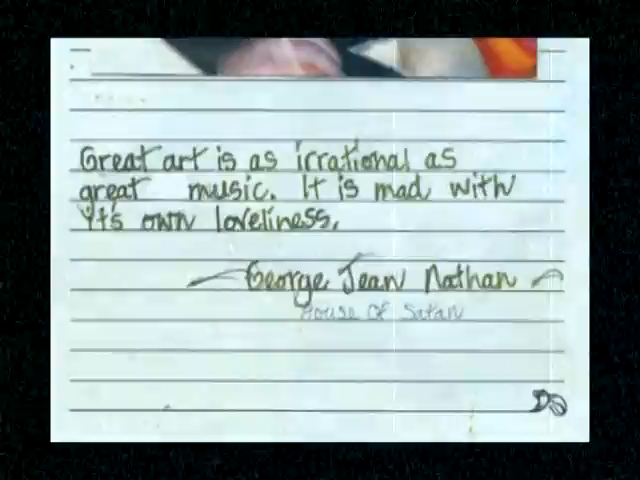 Great art is as irrational as
great music. It is mad with
it's own loveliness.
— George Jean Nathan —
House of Satan